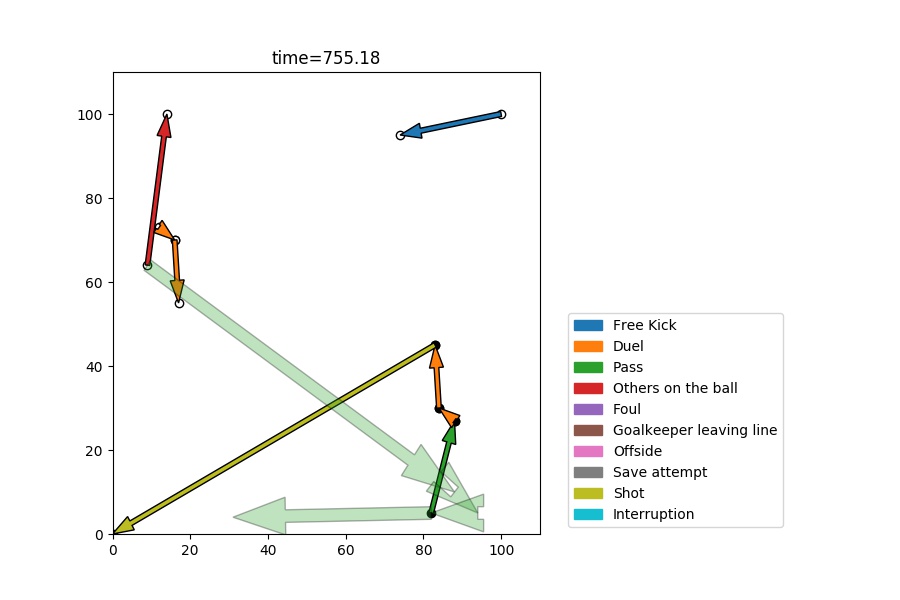 time=755.18
100
80
60
40
20
0
0 20 40 60 80 100
Free Kick
Duel
Pass
Others on the ball
Foul
Goalkeeper leaving line
Offside
Save attempt
Shot
Interruption